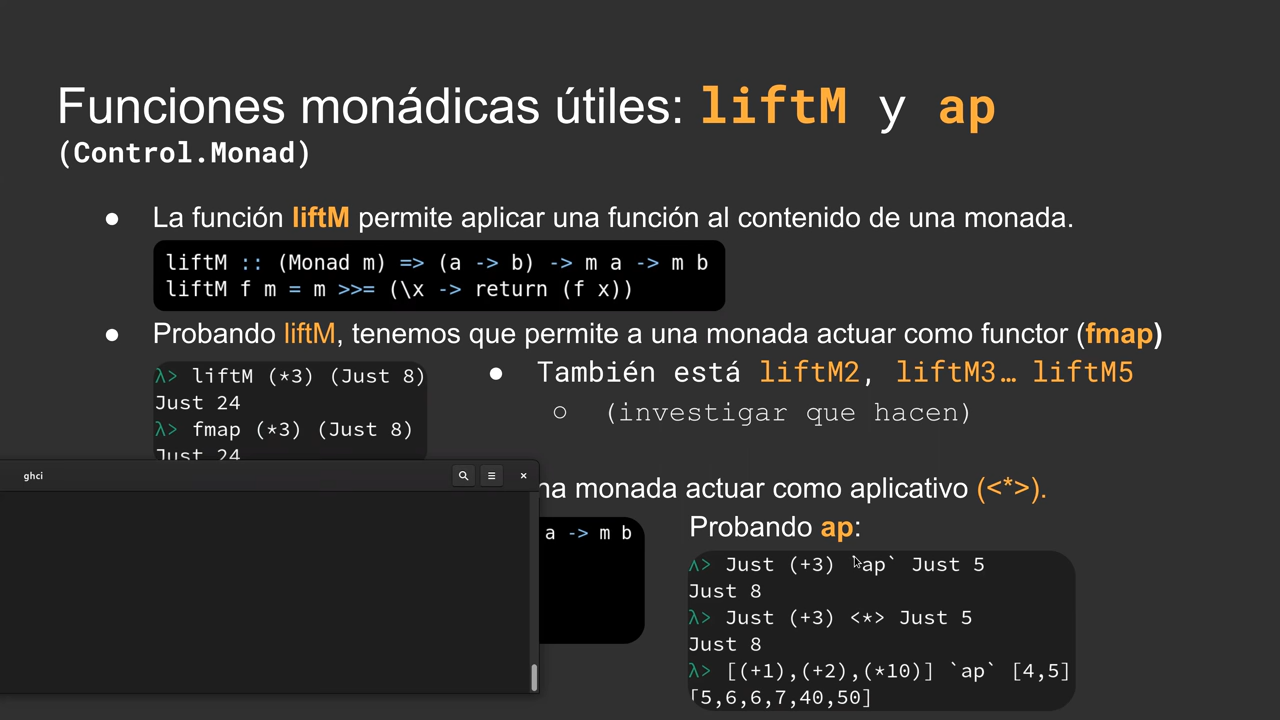 Funciones monádicas útiles: liftM y ap
(Control.Monad)
● La función liftM permite aplicar una función al contenido de una monada.
liftM :: (Monad m) => (a -> b) -> m a -> m b
liftM f m = m >>= (\x -> return (f x))
● Probando liftM, tenemos que permite a una monada actuar como functor (fmap)
λ> liftM (*3) (Just 8)
Just 24
λ> fmap (*3) (Just 8)
Just 24
● También está liftM2, liftM3… liftM5
○ (investigar que hacen)
ghci
monada actuar como aplicativo (<*>).
a -> m b
Probando ap:
λ> Just (+3) `ap` Just 5
Just 8
λ> Just (+3) <*> Just 5
Just 8
λ> [(+1),(+2),(*10)] `ap` [4,5]
[5,6,6,7,40,50]